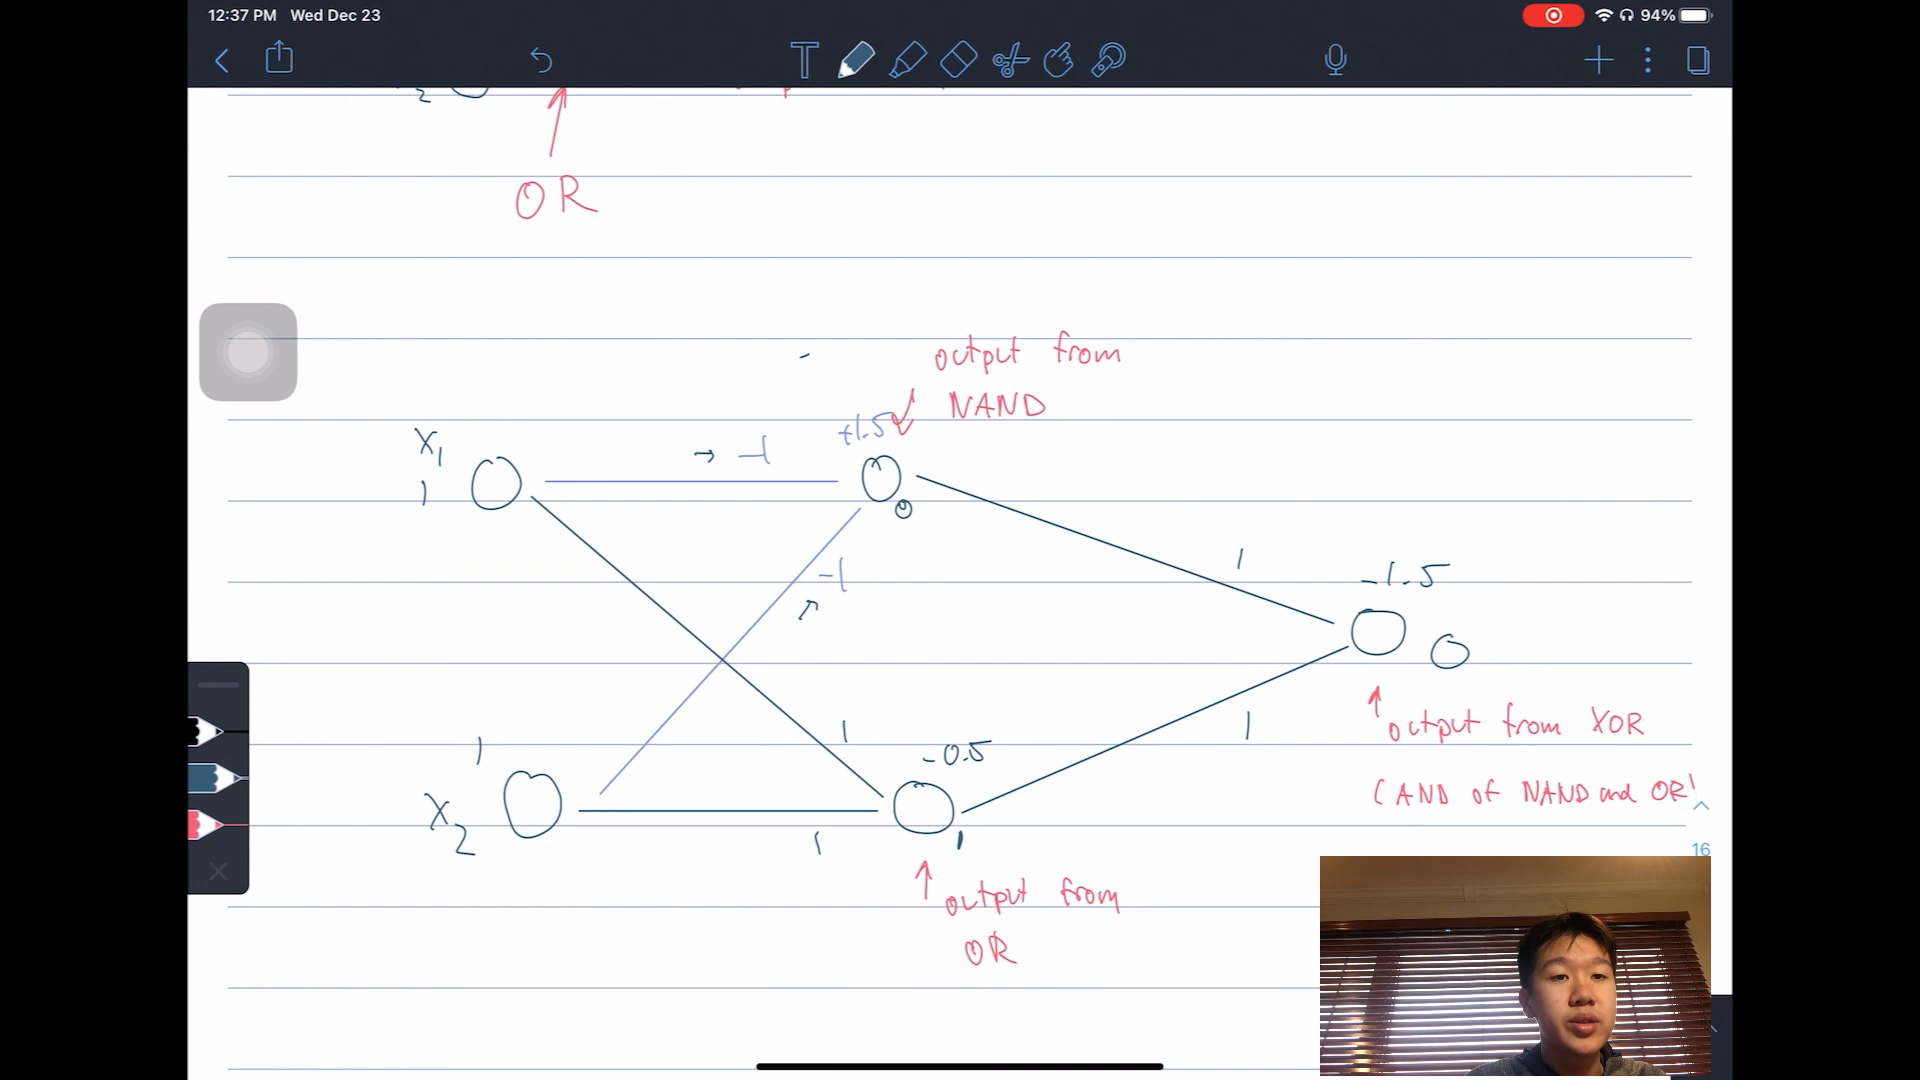 12:37 PM Wed Dec 23
94%
2
OR
output from
NAND
+1.5
x1
→ -1
1
0
-1
1
-1.5
0
1
1
-0.5
1
output from XOR
(AND of NAND and OR)
x2
1
1
16
output from
OR